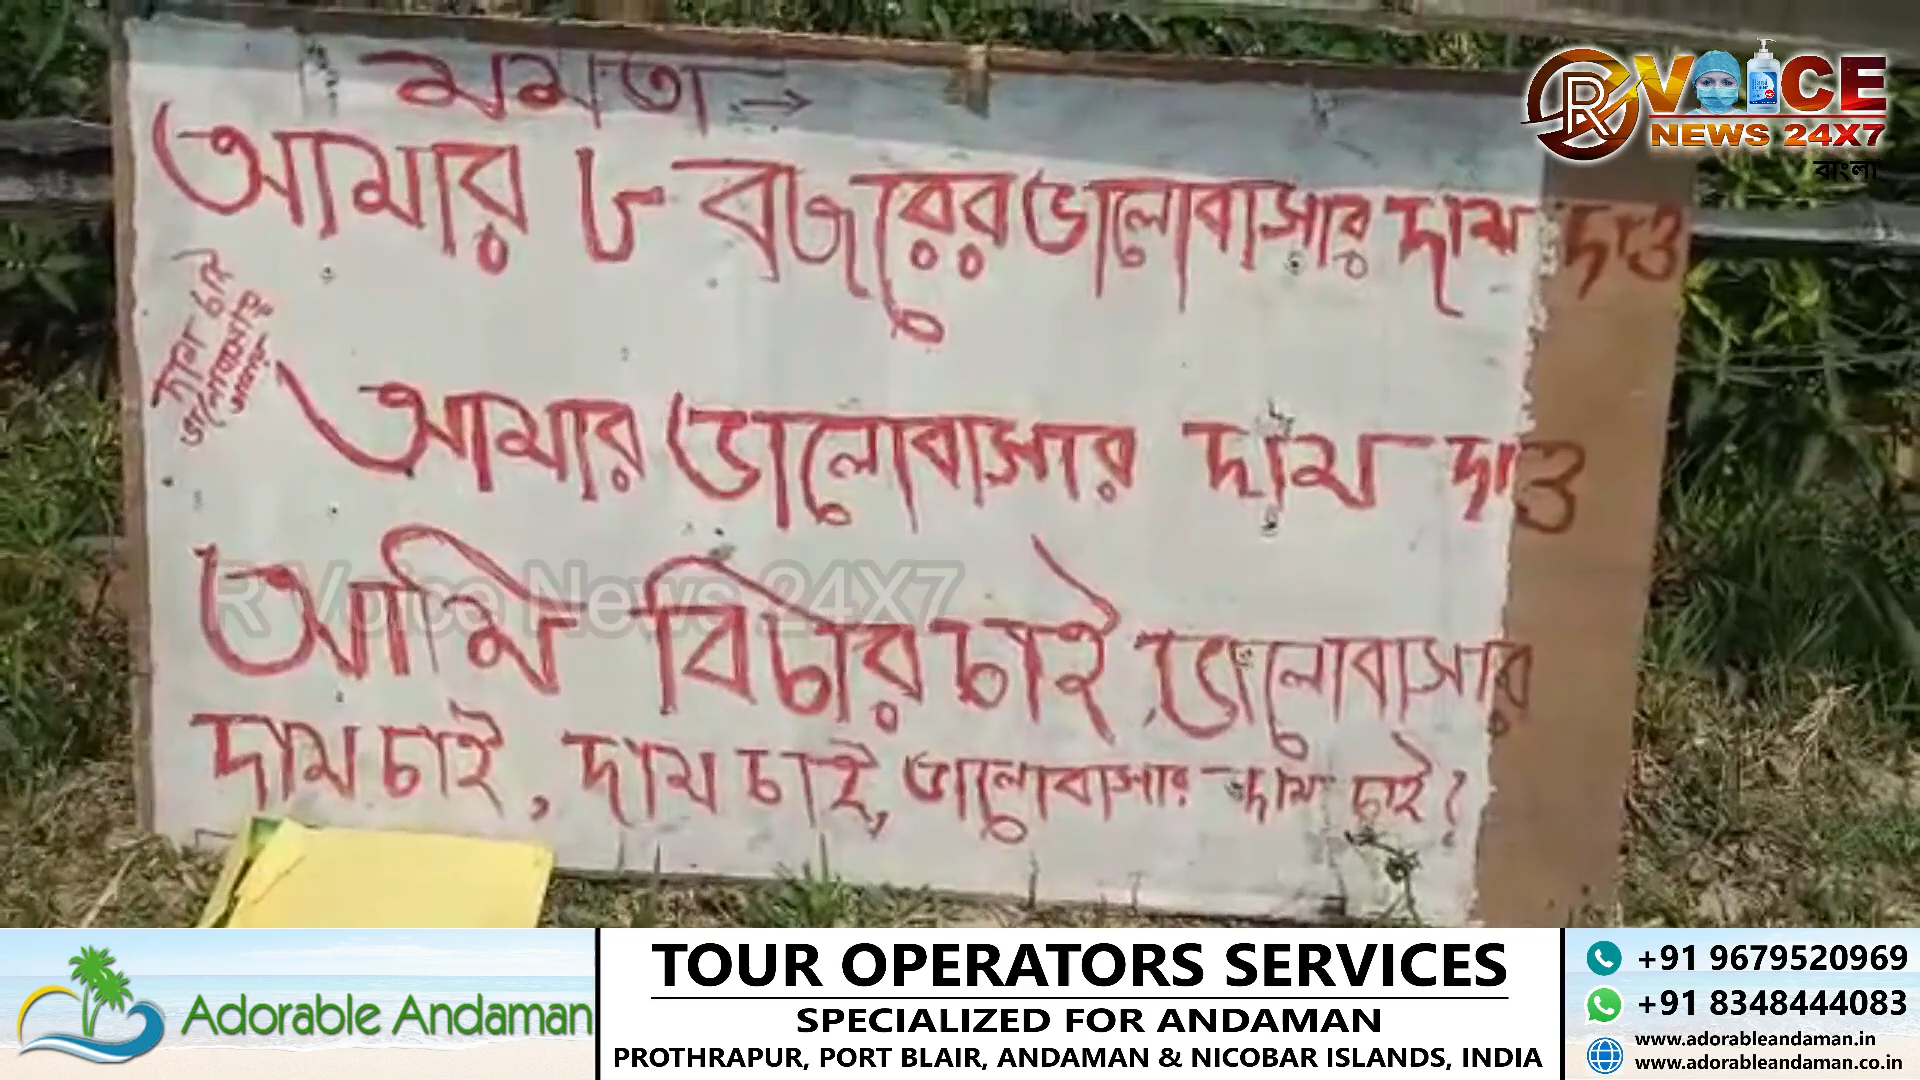 মমতা →
আমার ৮ বজরের ভালোবাসার দাম দাও
দাম চাই
ভালোবাসার
আমার ভালোবাসার দাম দাও
আমি বিচার চাই ভালোবাসার
দাম চাই, দাম চাই, ভালোবাসার দাম চাই?
R Voice News 24X7
R VOICE
NEWS 24X7
বাংলা
Adorable Andaman
TOUR OPERATORS SERVICES
SPECIALIZED FOR ANDAMAN
PROTHRAPUR, PORT BLAIR, ANDAMAN & NICOBAR ISLANDS, INDIA
+91 9679520969
+91 8348444083
www.adorableandaman.in
www.adorableandaman.co.in